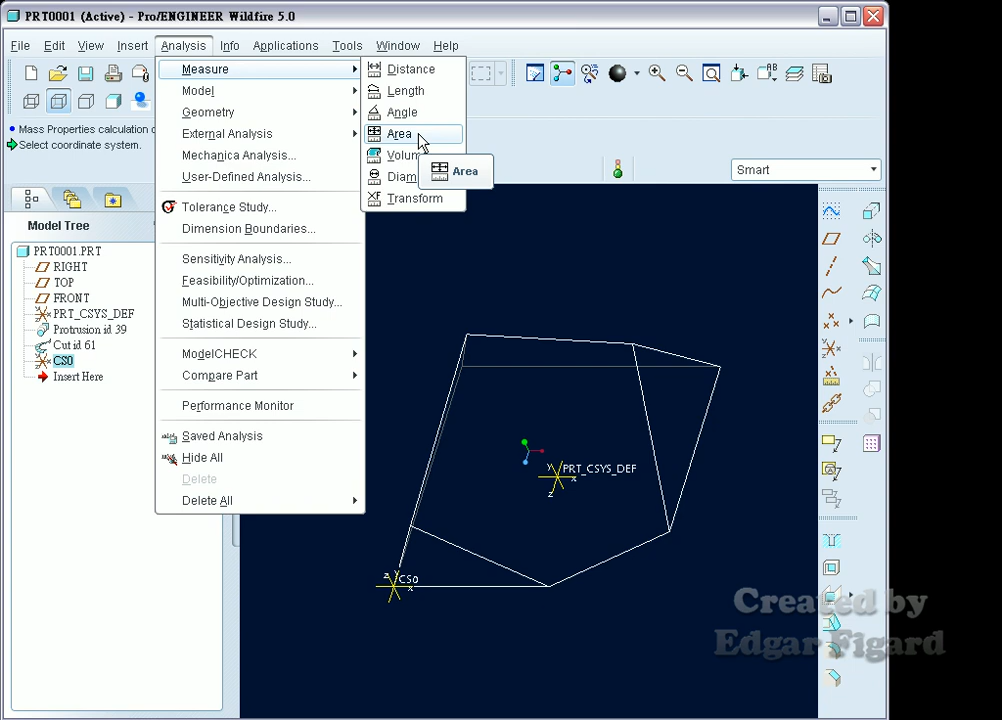 PRT0001 (Active) - Pro/ENGINEER Wildfire 5.0
File Edit View Insert Analysis Info Applications Tools Window Help
Mass Properties calculation
Select coordinate system.
Smart
Model Tree
PRT0001.PRT
RIGHT
TOP
FRONT
PRT_CSYS_DEF
Protrusion id 39
Cut id 61
CS0
Insert Here
Measure
Model
Geometry
External Analysis
Mechanica Analysis...
User-Defined Analysis...
Tolerance Study...
Dimension Boundaries...
Sensitivity Analysis...
Feasibility/Optimization...
Multi-Objective Design Study...
Statistical Design Study...
ModelCHECK
Compare Part
Performance Monitor
Saved Analysis
Hide All
Delete
Delete All
Distance
Length
Angle
Area
Volum
Diam
Transform
Area
y PRT_CSYS_DEF
x
z
z y CS0
x
Created by
Edgar Figard